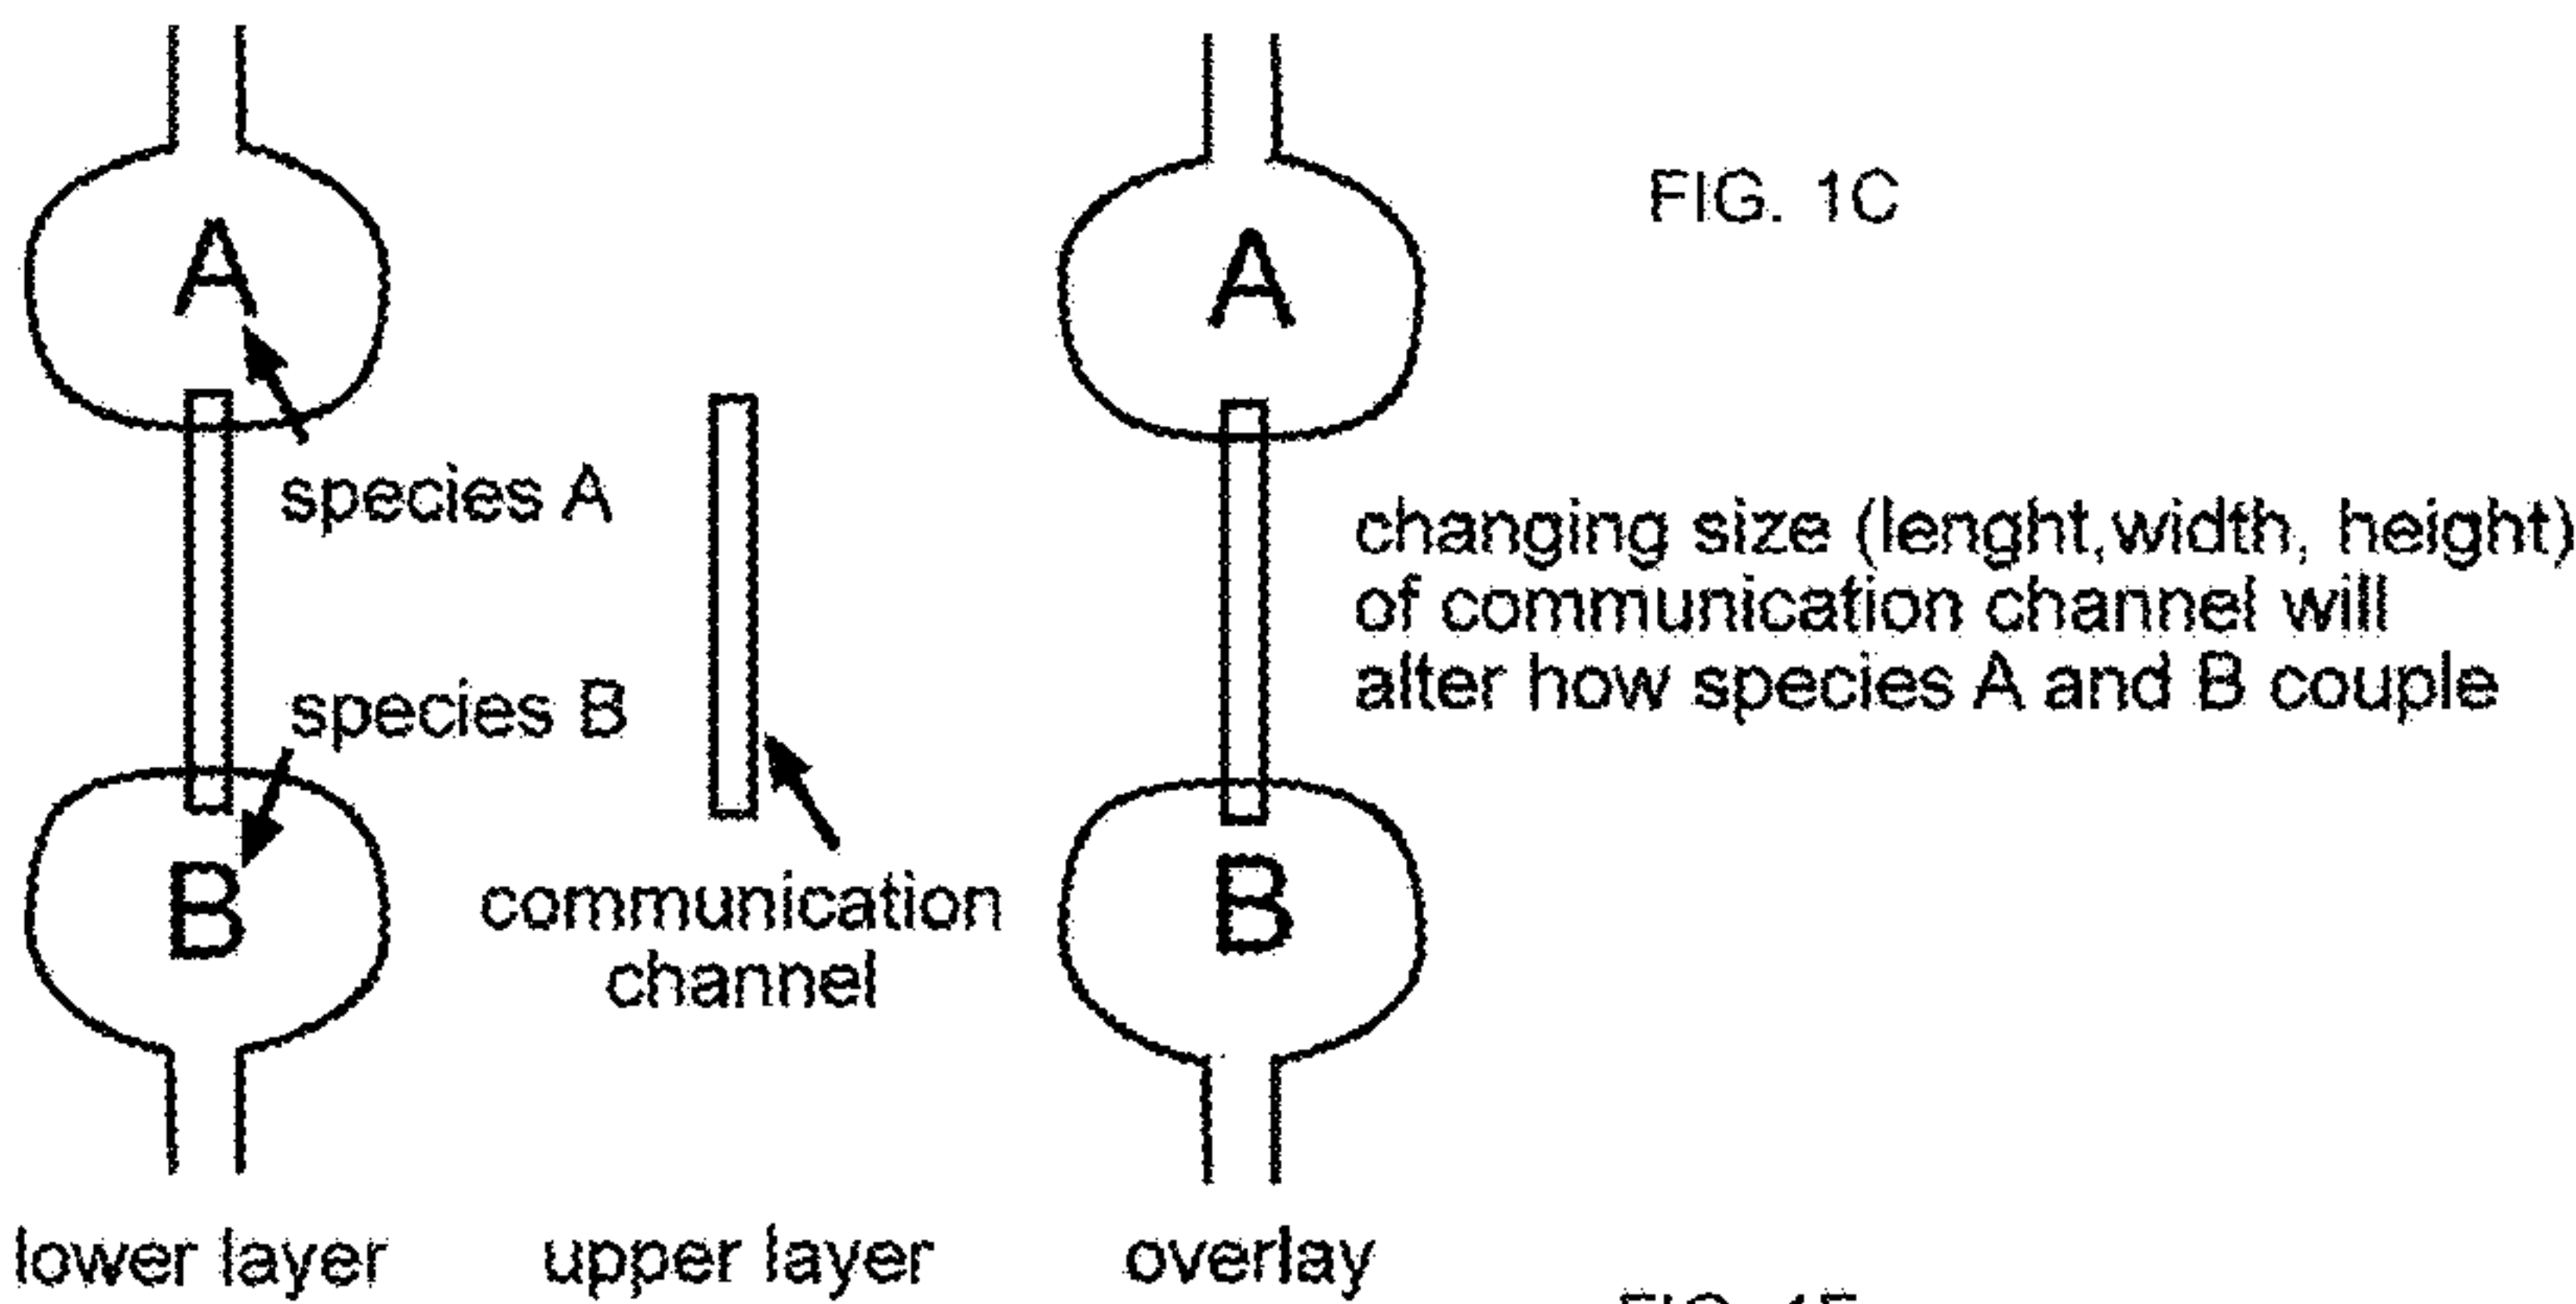 A
species A
species B
B
lower layer
communication
channel
upper layer
A
B
overlay
FIG. 1C
changing size (lenght,width, height)
of communication channel will
alter how species A and B couple